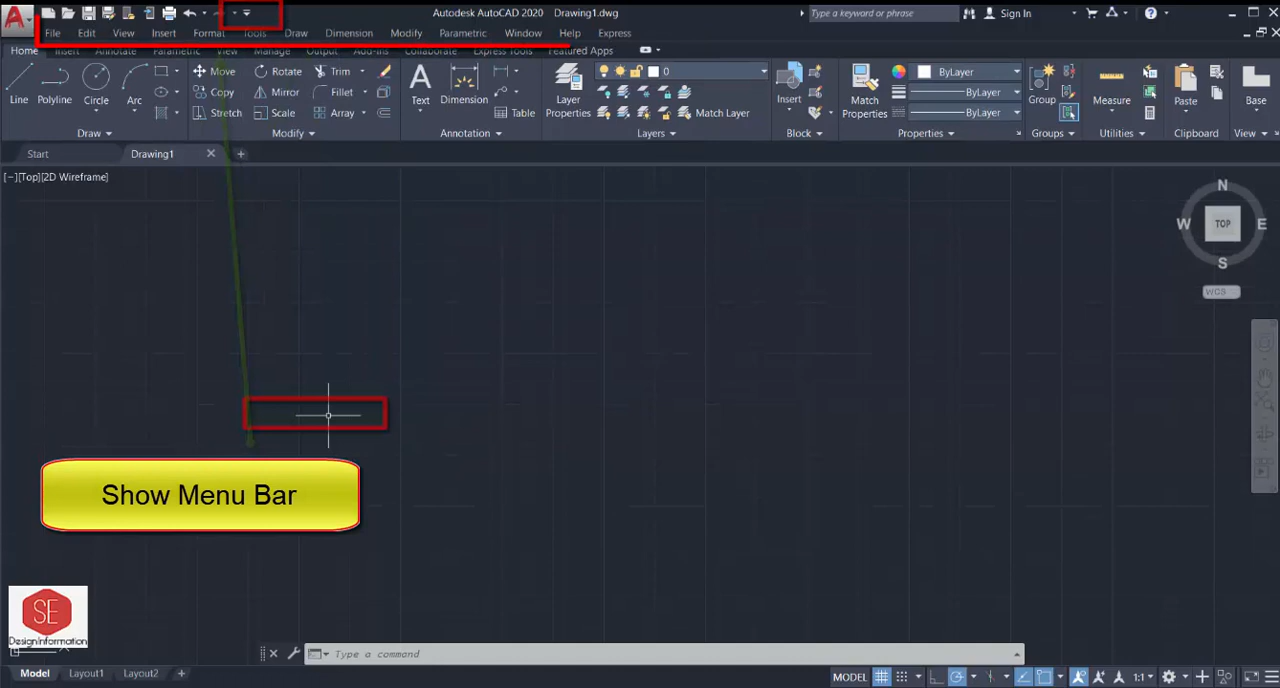 Autodesk AutoCAD 2020 Drawing1.dwg
Type a keyword or phrase
Sign In
File Edit View Insert Format Tools Draw Dimension Modify Parametric Window Help Express
Home Insert Annotate Parametric View Manage Output Add-ins Collaborate Express Tools Featured Apps
Line Polyline Circle Arc
Move Rotate Trim
Copy Mirror Fillet
Stretch Scale Array
Text Dimension Table
Layer Properties
0
Match Layer
Insert
Match Properties
ByLayer
ByLayer
ByLayer
Group
Measure
Paste
Base
Draw Modify Annotation Layers Block Properties Groups Utilities Clipboard View
Start Drawing1
[−][Top][2D Wireframe]
N
W TOP E
S
WCS
Show Menu Bar
SE
DesignInformation
Type a command
Model Layout1 Layout2
MODEL
1:1